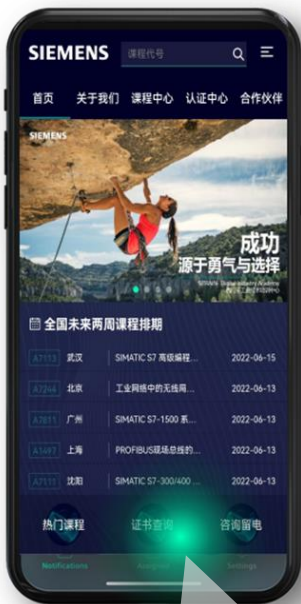 SIEMENS
课程代号
首页 关于我们 课程中心 认证中心 合作伙伴
SIEMENS
成功
源于勇气与选择
全国未来两周课程排期
A7113 武汉 SIMATIC S7 高级编程... 2022-06-15
A7244 北京 工业网络中的无线网... 2022-06-13
广州 SIMATIC S7-1500 系... 2022-06-13
A1497 上海 PROFIBUS现场总线的... 2022-06-13
沈阳 SIMATIC S7-300/400 ... 2022-06-13
热门课程 证书查询 咨询留电
Notifications Settings